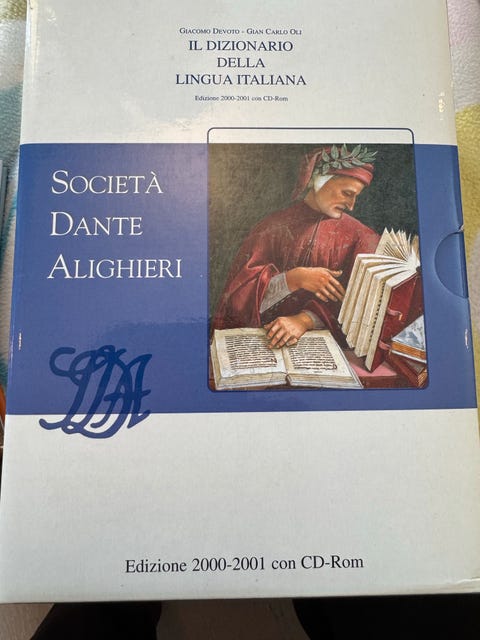 GIACOMO DEVOTO - GIAN CARLO OLI
IL DIZIONARIO
DELLA
LINGUA ITALIANA
Edizione 2000-2001 con CD-Rom
SOCIETÀ
DANTE
ALIGHIERI
SDA
Edizione 2000-2001 con CD-Rom